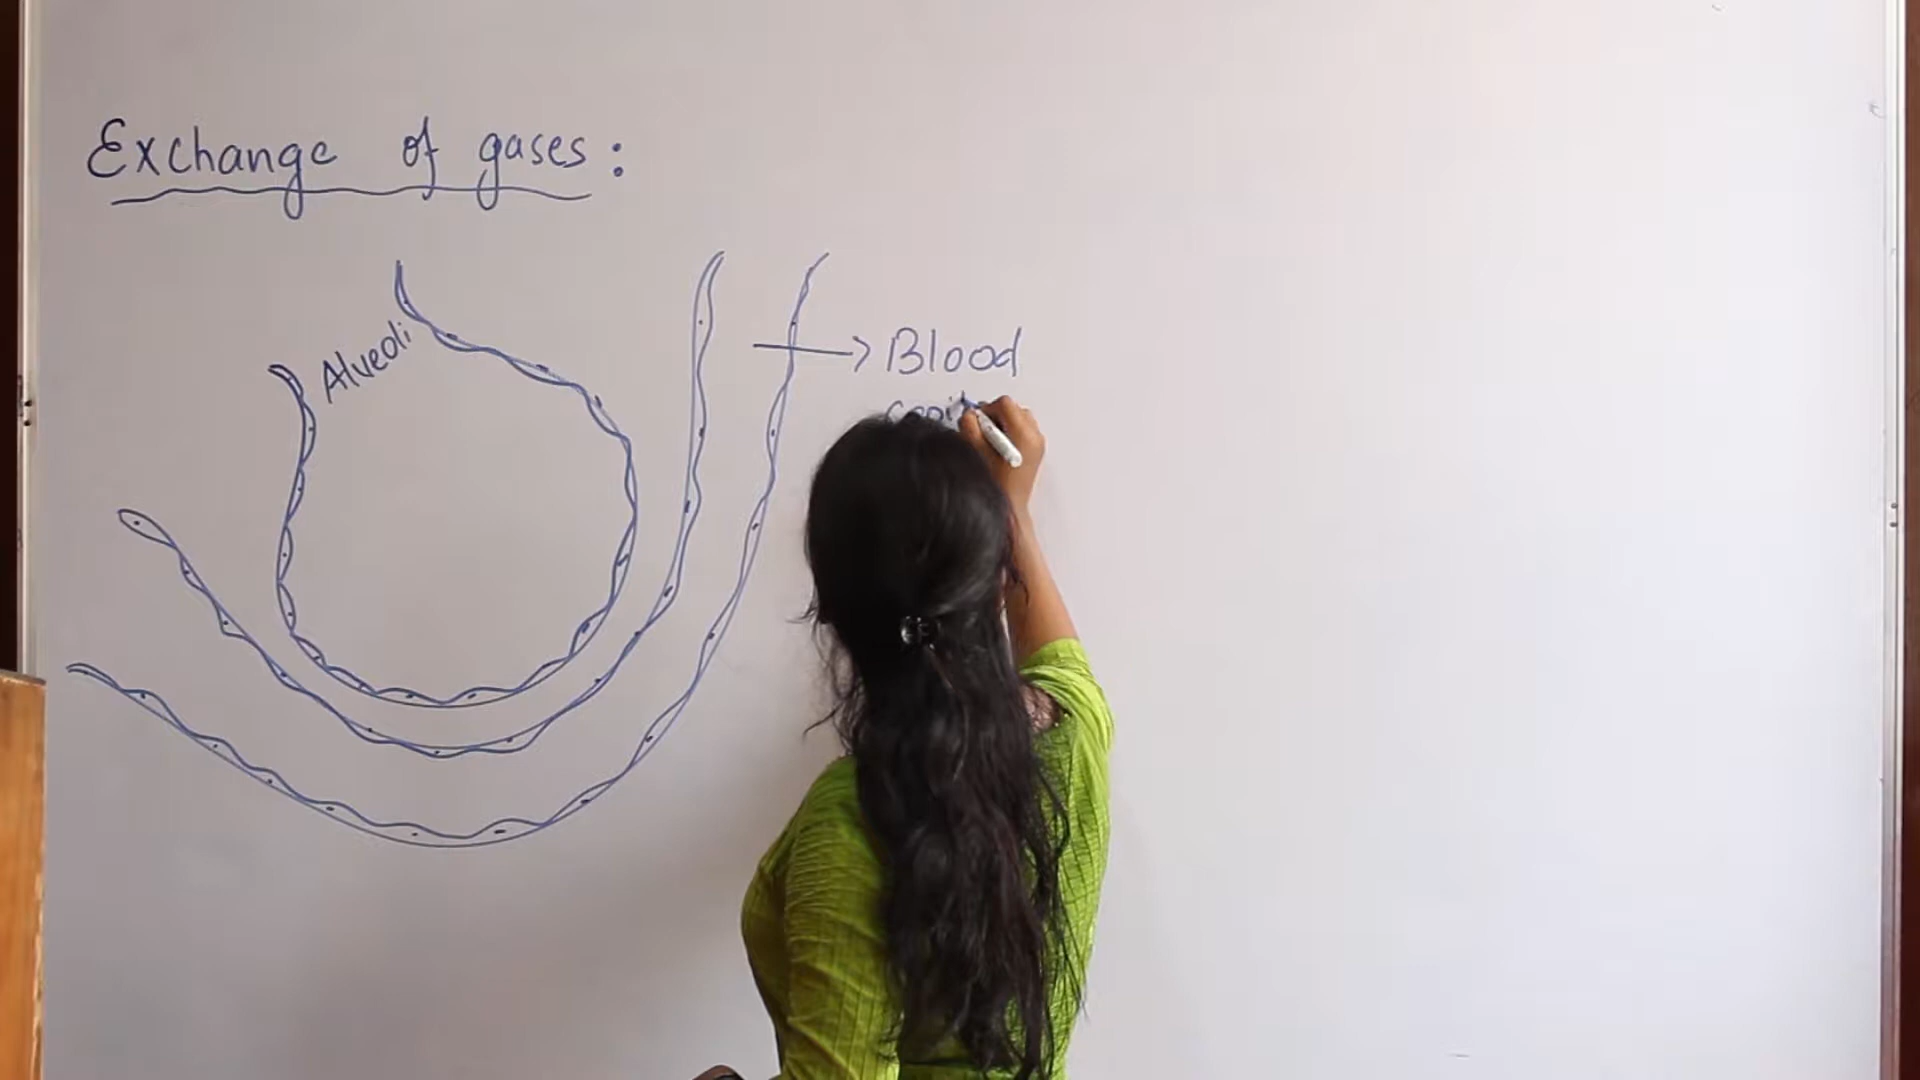 Exchange of gases :
Alveoli
Blood